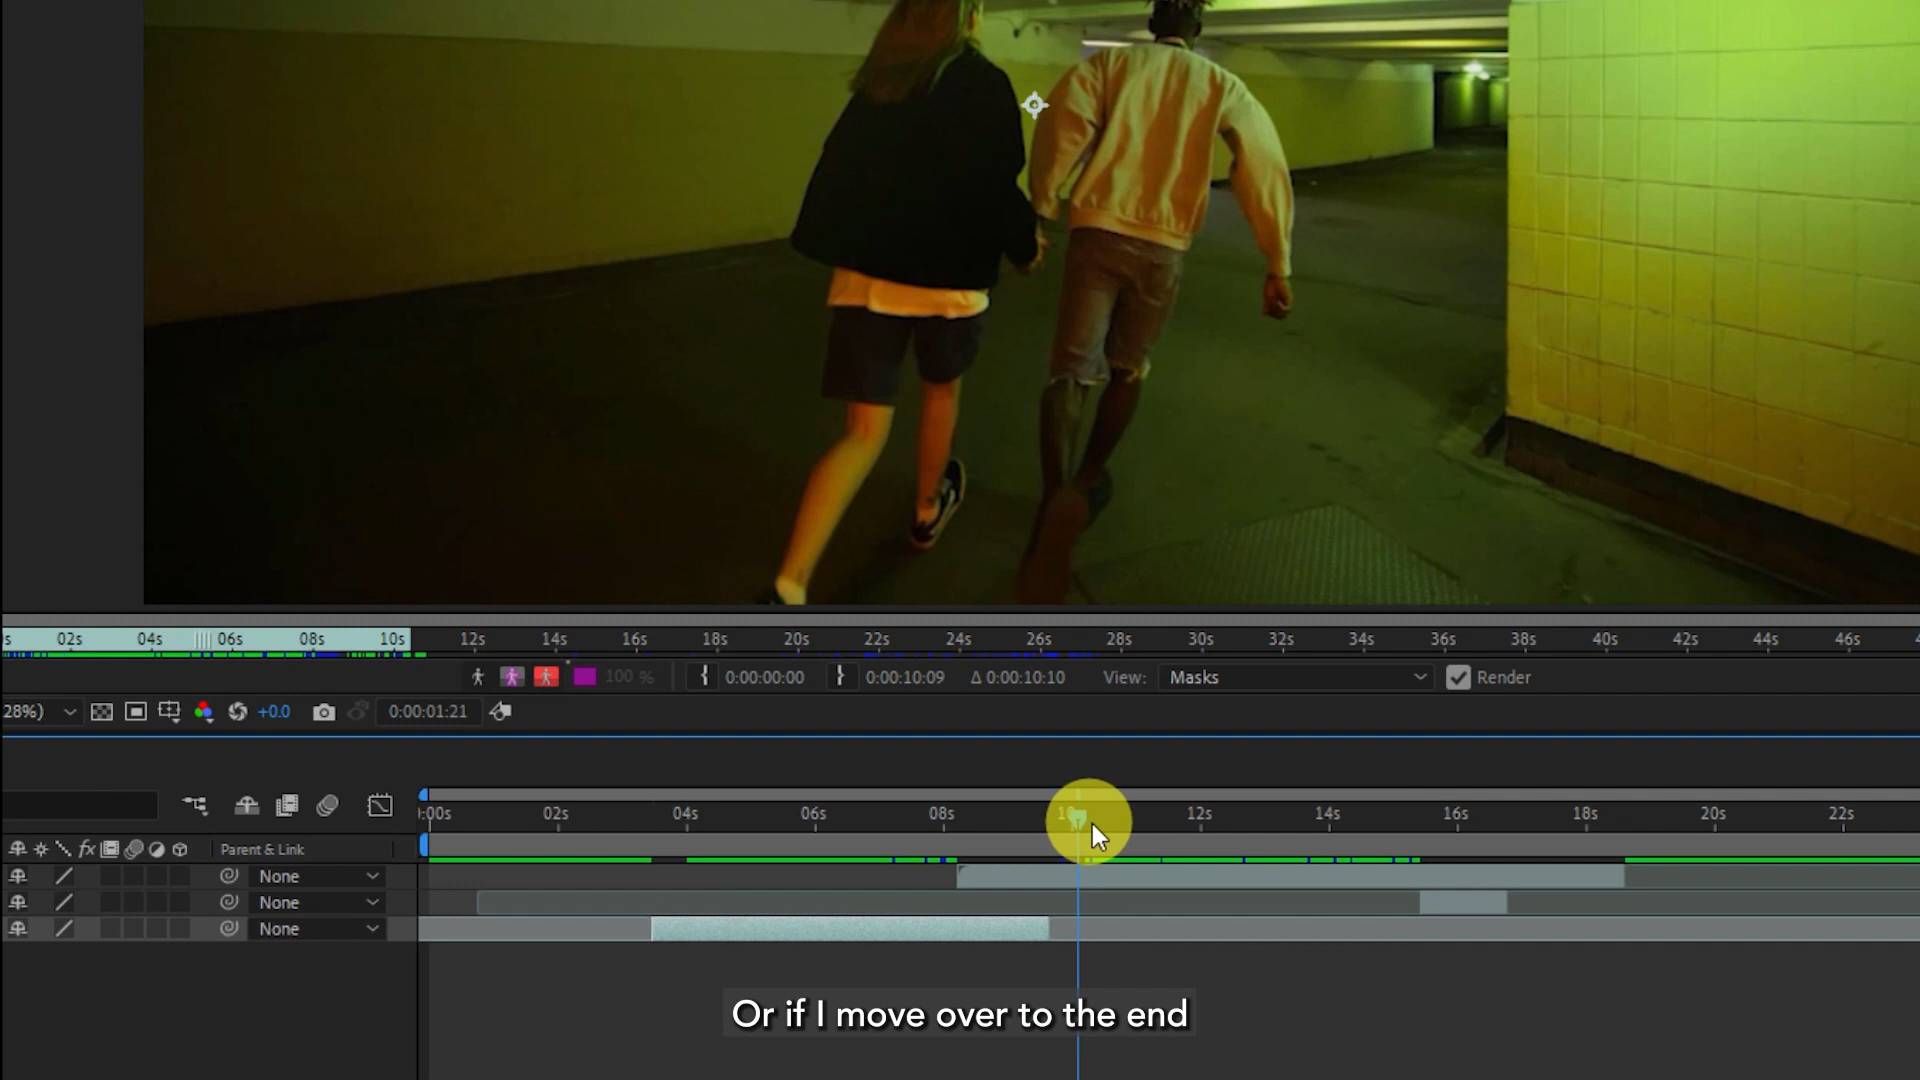 s 02s 04s 06s 08s 10s 12s 14s 16s 18s 20s 22s 24s 26s 28s 30s 32s 34s 36s 38s 40s 42s 44s 46s
100 % 0:00:00:00 0:00:10:09 Δ 0:00:10:10 View: Masks Render
28%) +0.0 0:00:01:21
:00s 02s 04s 06s 08s 12s 14s 16s 18s 20s 22s
fx Parent & Link
None
None
None
Or if I move over to the end